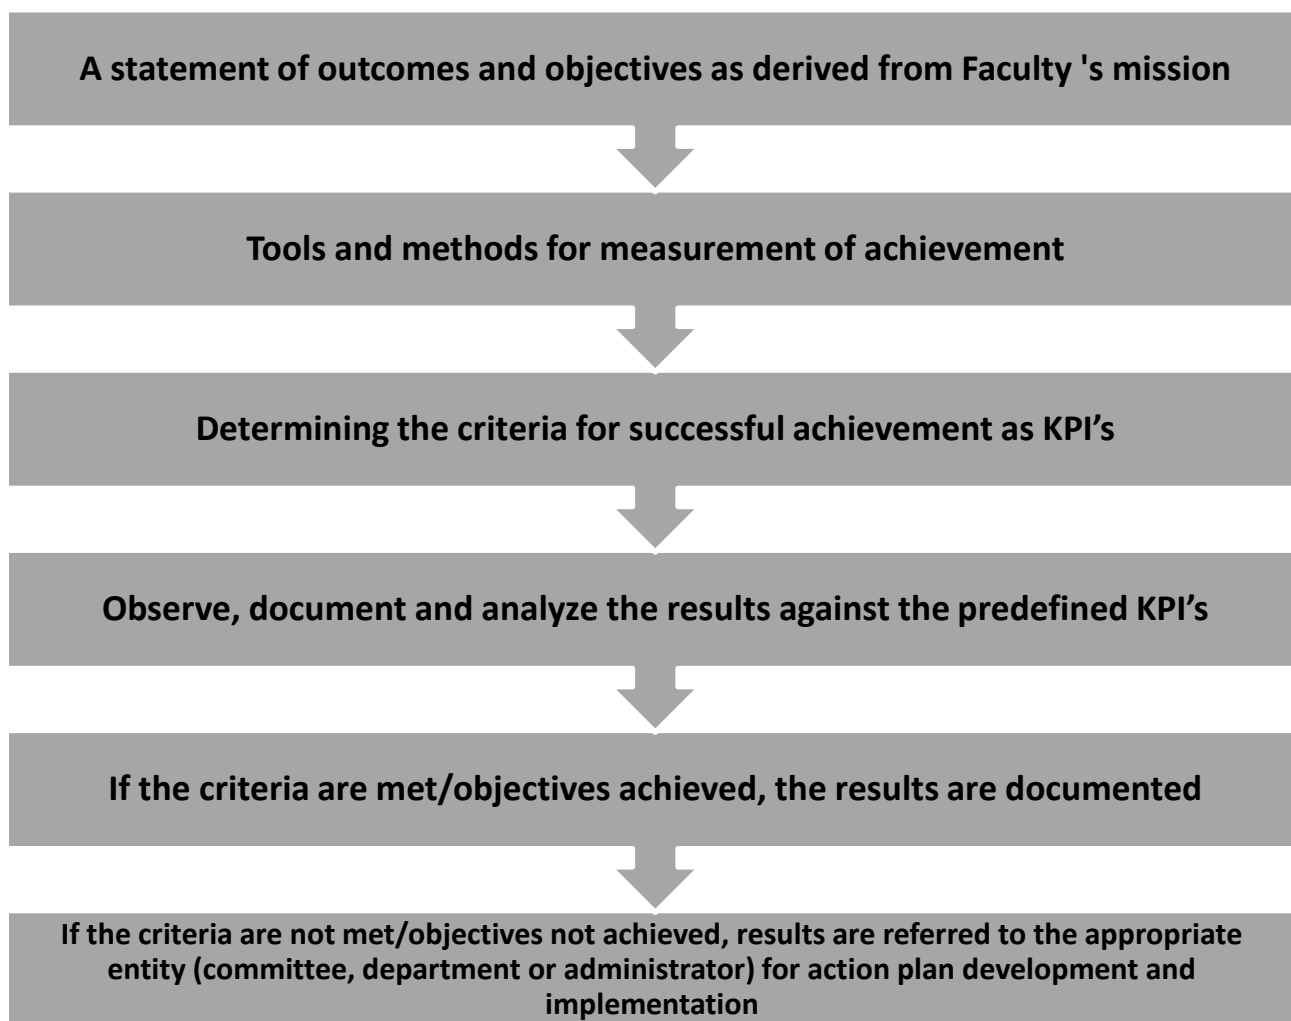 A statement of outcomes and objectives as derived from Faculty 's mission
Tools and methods for measurement of achievement
Determining the criteria for successful achievement as KPI’s
Observe, document and analyze the results against the predefined KPI’s
If the criteria are met/objectives achieved, the results are documented
If the criteria are not met/objectives not achieved, results are referred to the appropriate
entity (committee, department or administrator) for action plan development and
implementation